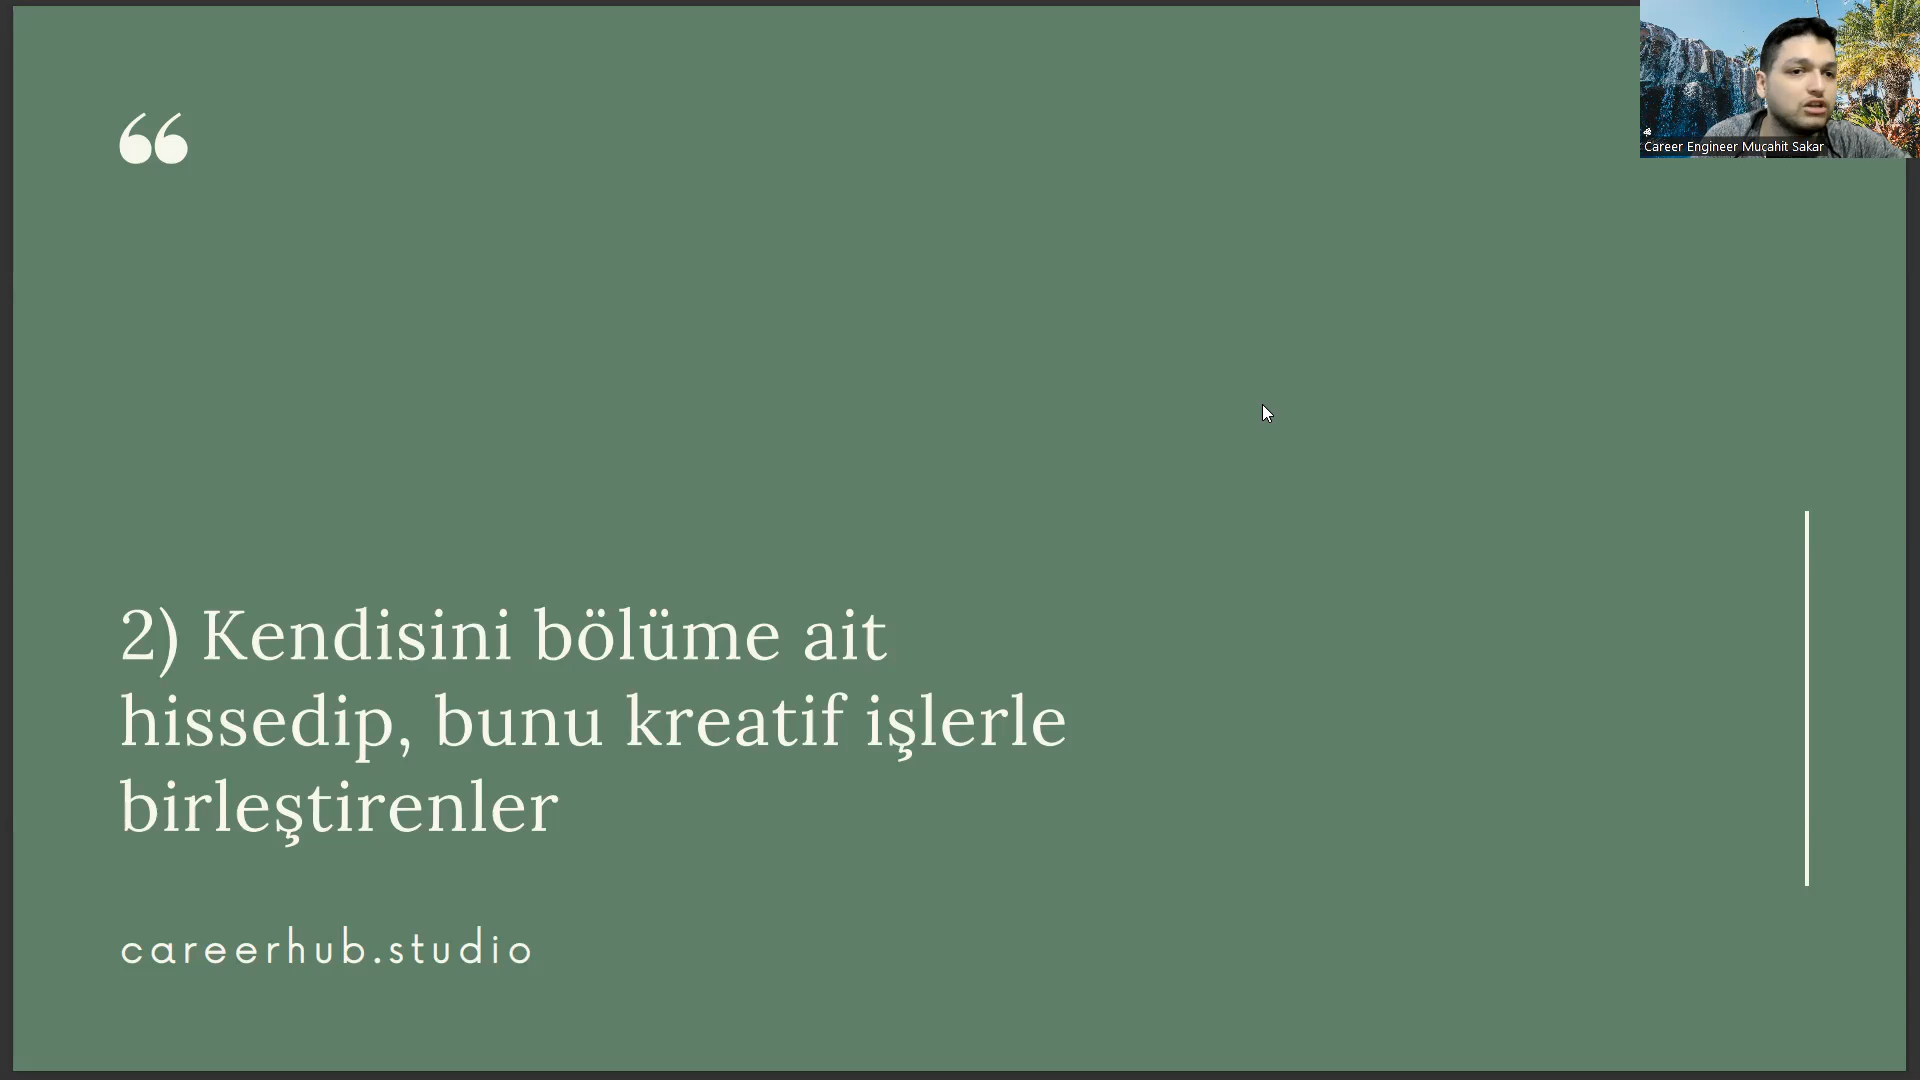 Career Engineer Mucahit Sakar
“
2) Kendisini bölüme ait
hissedip, bunu kreatif işlerle
birleştirenler
careerhub.studio